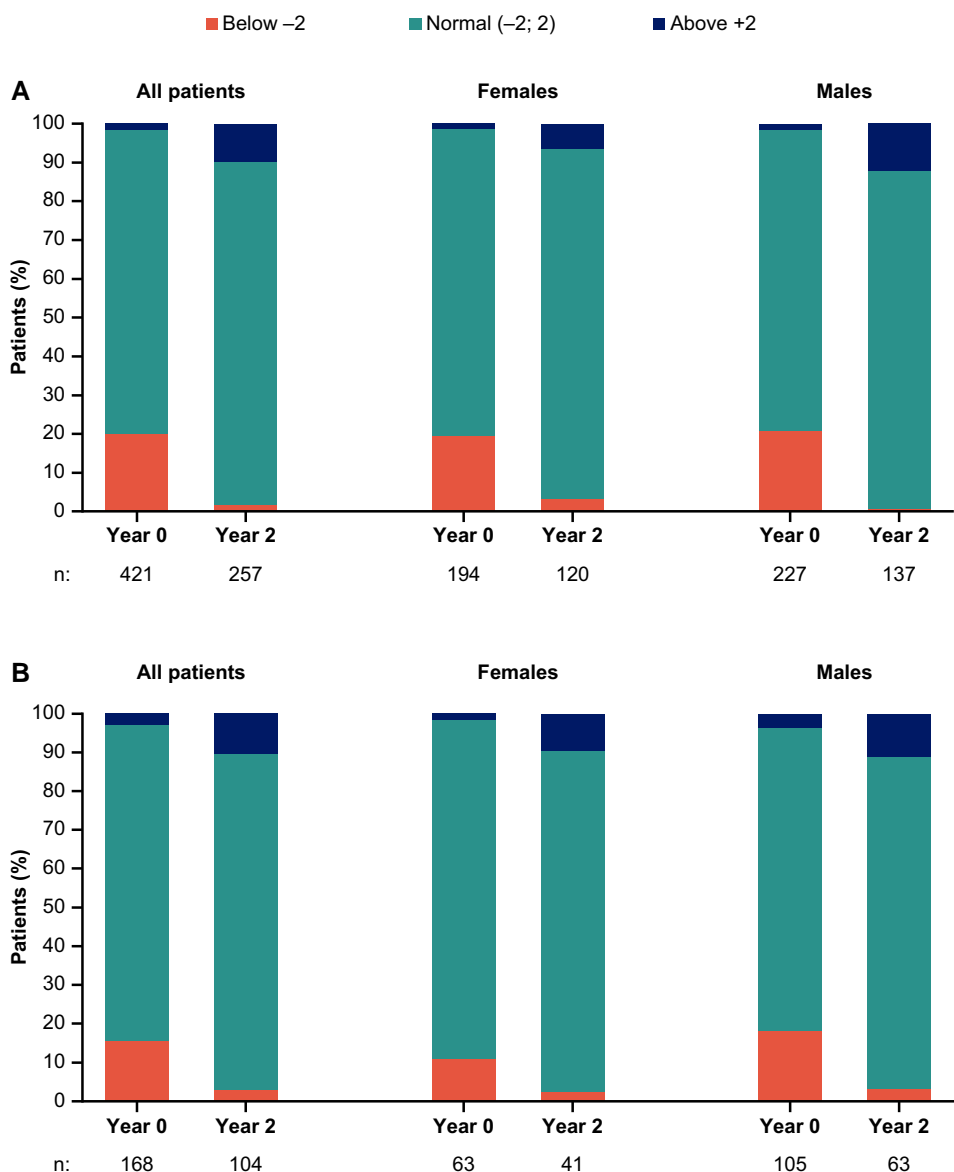 Below –2 Normal (–2; 2) Above +2
A All patients Females Males
100
90
80
70
60
50
40
30
20
10
0
Patients (%)
Year 0 Year 2 Year 0 Year 2 Year 0 Year 2
n: 421 257 194 120 227 137
B All patients Females Males
100
90
80
70
60
50
40
30
20
10
0
Patients (%)
Year 0 Year 2 Year 0 Year 2 Year 0 Year 2
n: 168 104 63 41 105 63